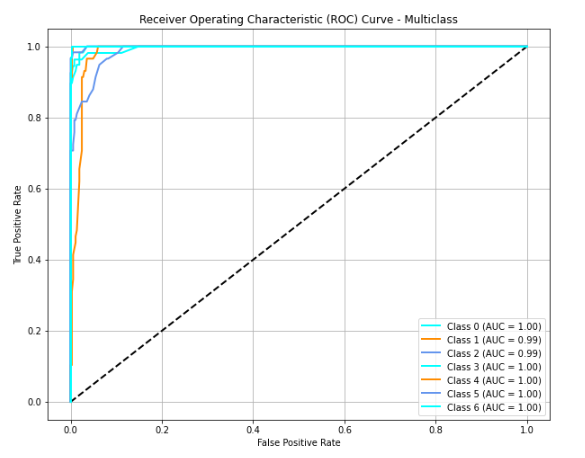 Receiver Operating Characteristic (ROC) Curve - Multiclass
1.0
0.8
0.6
0.4
0.2
0.0
True Positive Rate
Class 0 (AUC = 1.00)
Class 1 (AUC = 0.99)
Class 2 (AUC = 0.99)
Class 3 (AUC = 1.00)
Class 4 (AUC = 1.00)
Class 5 (AUC = 1.00)
Class 6 (AUC = 1.00)
0.0 0.2 0.4 0.6 0.8 1.0
False Positive Rate